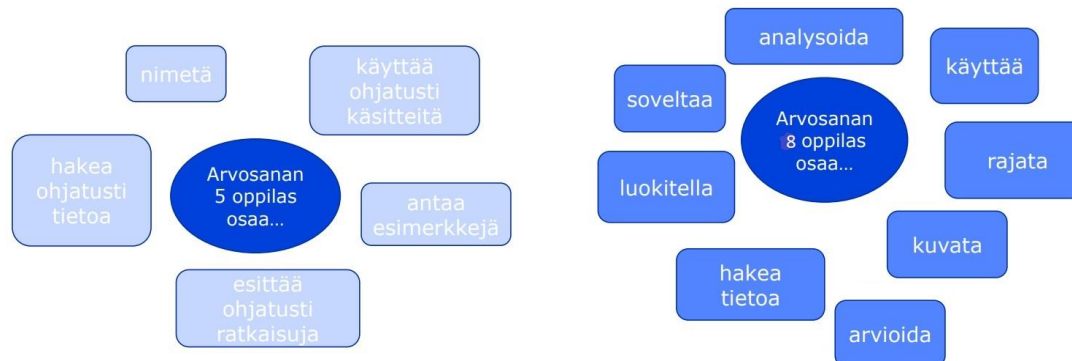 nimetä
käyttää
ohjatusti
käsitteitä
hakea
ohjatusti
tietoa
Arvosanan
5 oppilas
osaa...
antaa
esimerkkejä
esittää
ohjatusti
ratkaisuja
analysoida
käyttää
soveltaa
Arvosanan
8 oppilas
osaa...
rajata
luokitella
kuvata
hakea
tietoa
arvioida